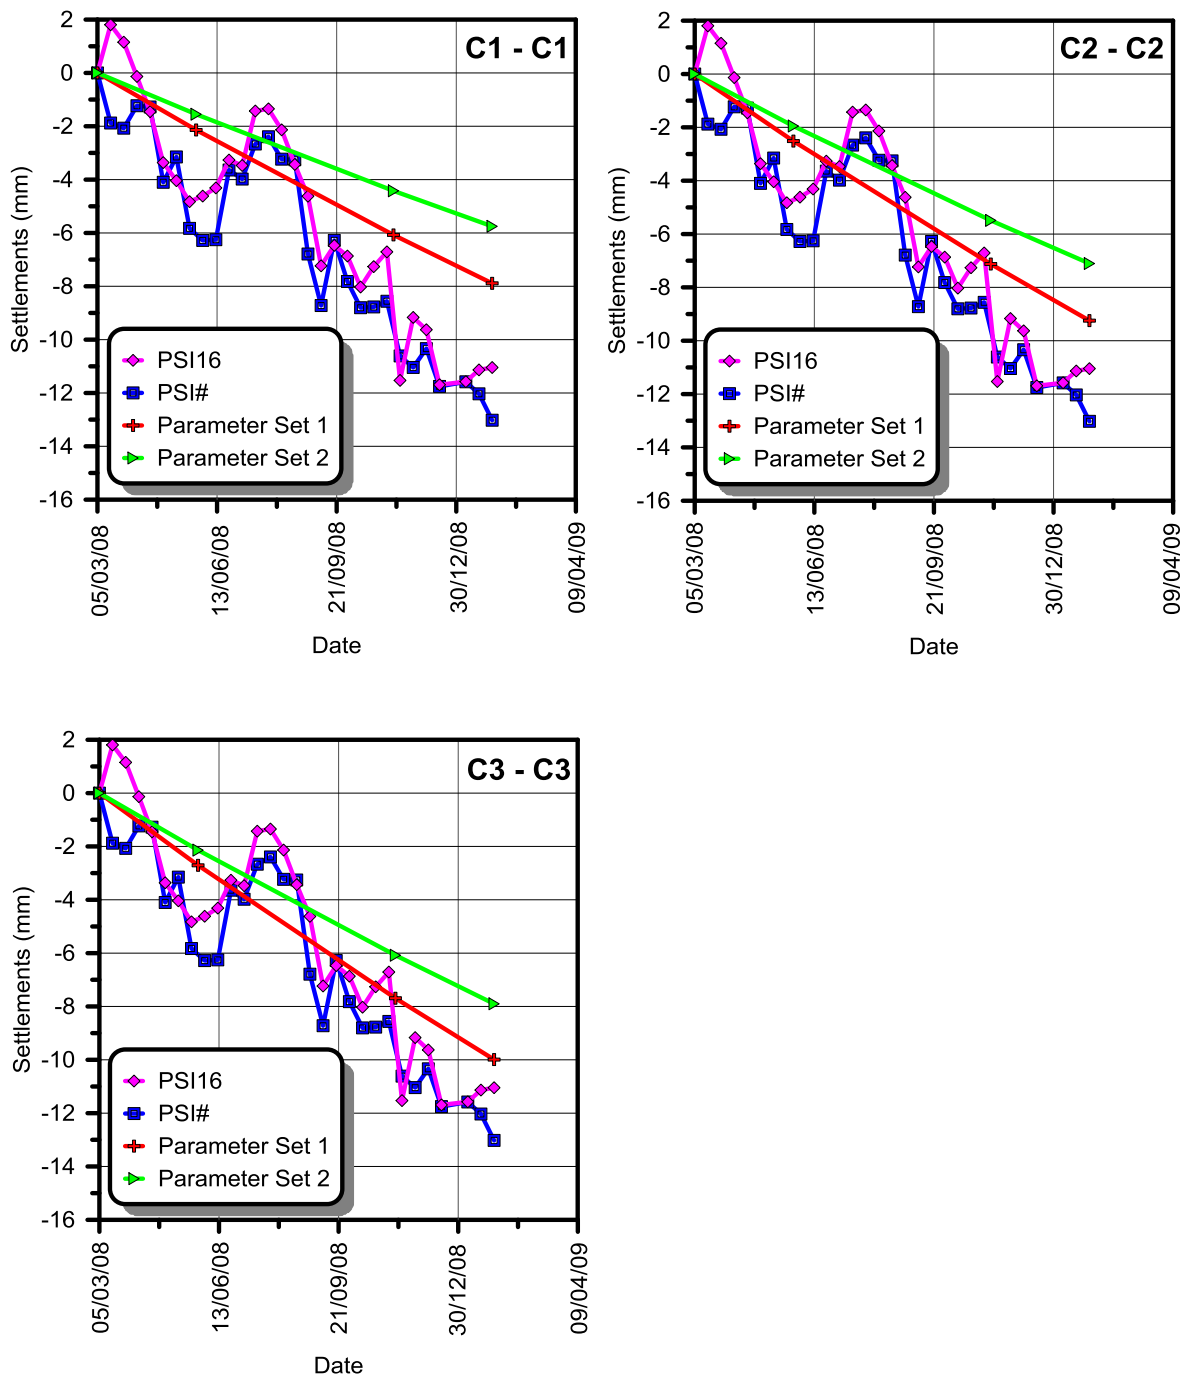 C1 - C1
Settlements (mm)
2
0
-2
-4
-6
-8
-10
-12
-14
-16
PSI16
PSI#
Parameter Set 1
Parameter Set 2
05/03/08
13/06/08
21/09/08
30/12/08
09/04/09
Date
C2 - C2
Settlements (mm)
2
0
-2
-4
-6
-8
-10
-12
-14
-16
PSI16
PSI#
Parameter Set 1
Parameter Set 2
05/03/08
13/06/08
21/09/08
30/12/08
09/04/09
Date
C3 - C3
Settlements (mm)
2
0
-2
-4
-6
-8
-10
-12
-14
-16
PSI16
PSI#
Parameter Set 1
Parameter Set 2
05/03/08
13/06/08
21/09/08
30/12/08
09/04/09
Date